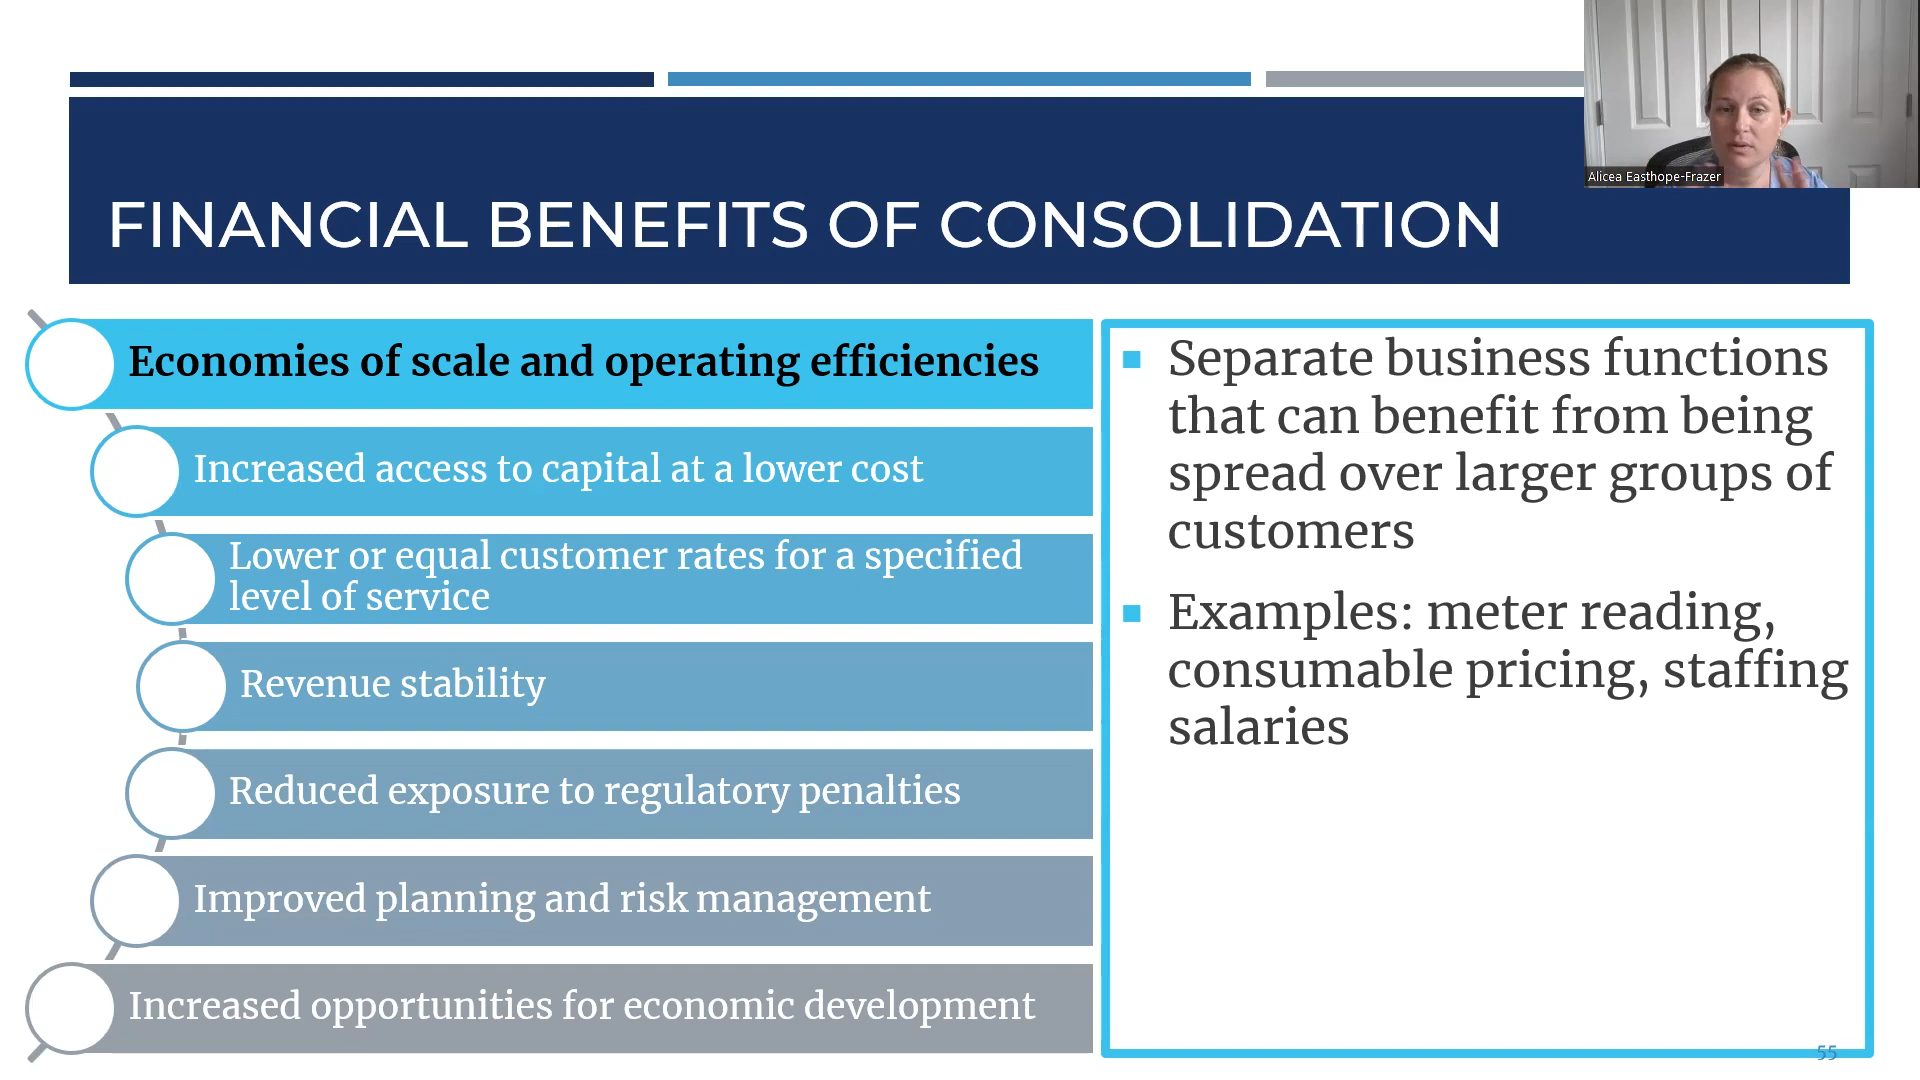 Alicea Easthope-Frazer
FINANCIAL BENEFITS OF CONSOLIDATION
Economies of scale and operating efficiencies
Increased access to capital at a lower cost
Lower or equal customer rates for a specified
level of service
Revenue stability
Reduced exposure to regulatory penalties
Improved planning and risk management
Increased opportunities for economic development
Separate business functions
that can benefit from being
spread over larger groups of
customers
Examples: meter reading,
consumable pricing, staffing
salaries
55